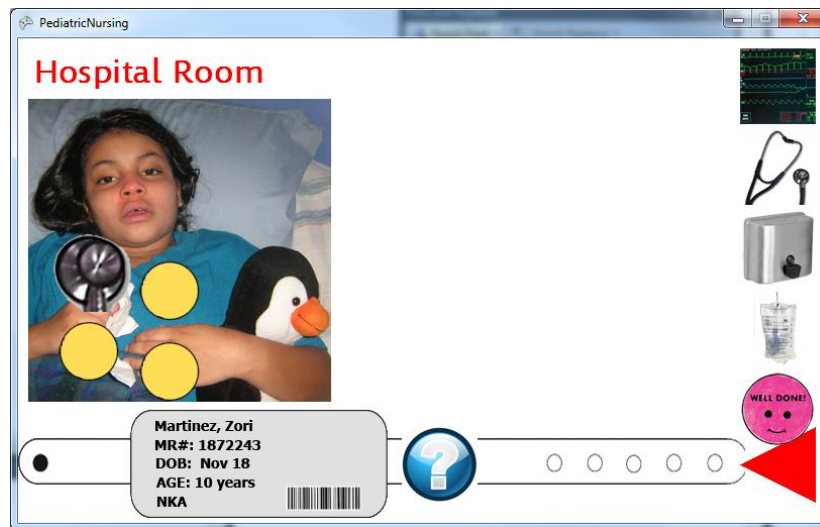 PediatricNursing
Hospital Room
WELL DONE!
Martinez, Zori
MR#: 1872243
DOB: Nov 18
AGE: 10 years
NKA
?